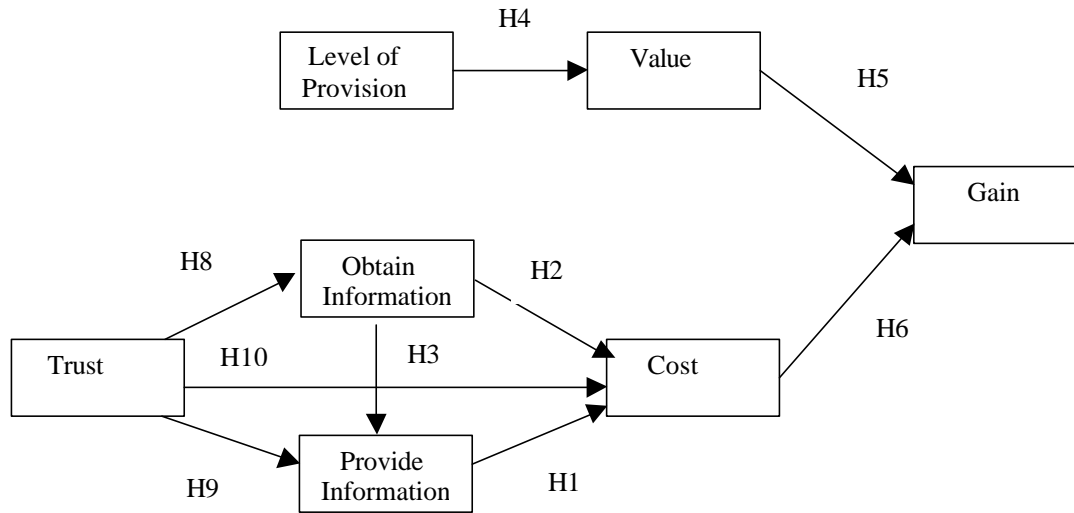 H4
Level of
Provision
Value
H5
Gain
H8
Obtain
Information
H2
H6
Trust
H10
H3
Cost
H9
Provide
Information
H1